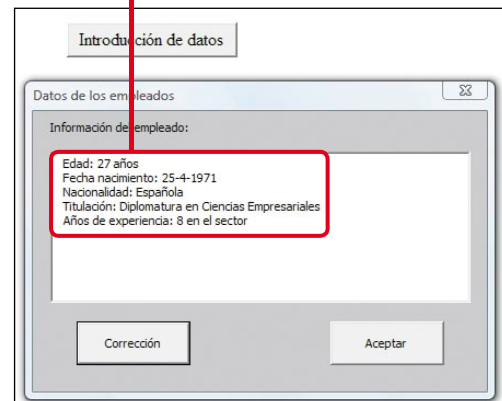 Introducción de datos
Datos de los empleados
Información del empleado:
Edad: 27 años
Fecha nacimiento: 25-4-1971
Nacionalidad: Española
Titulación: Diplomatura en Ciencias Empresariales
Años de experiencia: 8 en el sector
Corrección
Aceptar